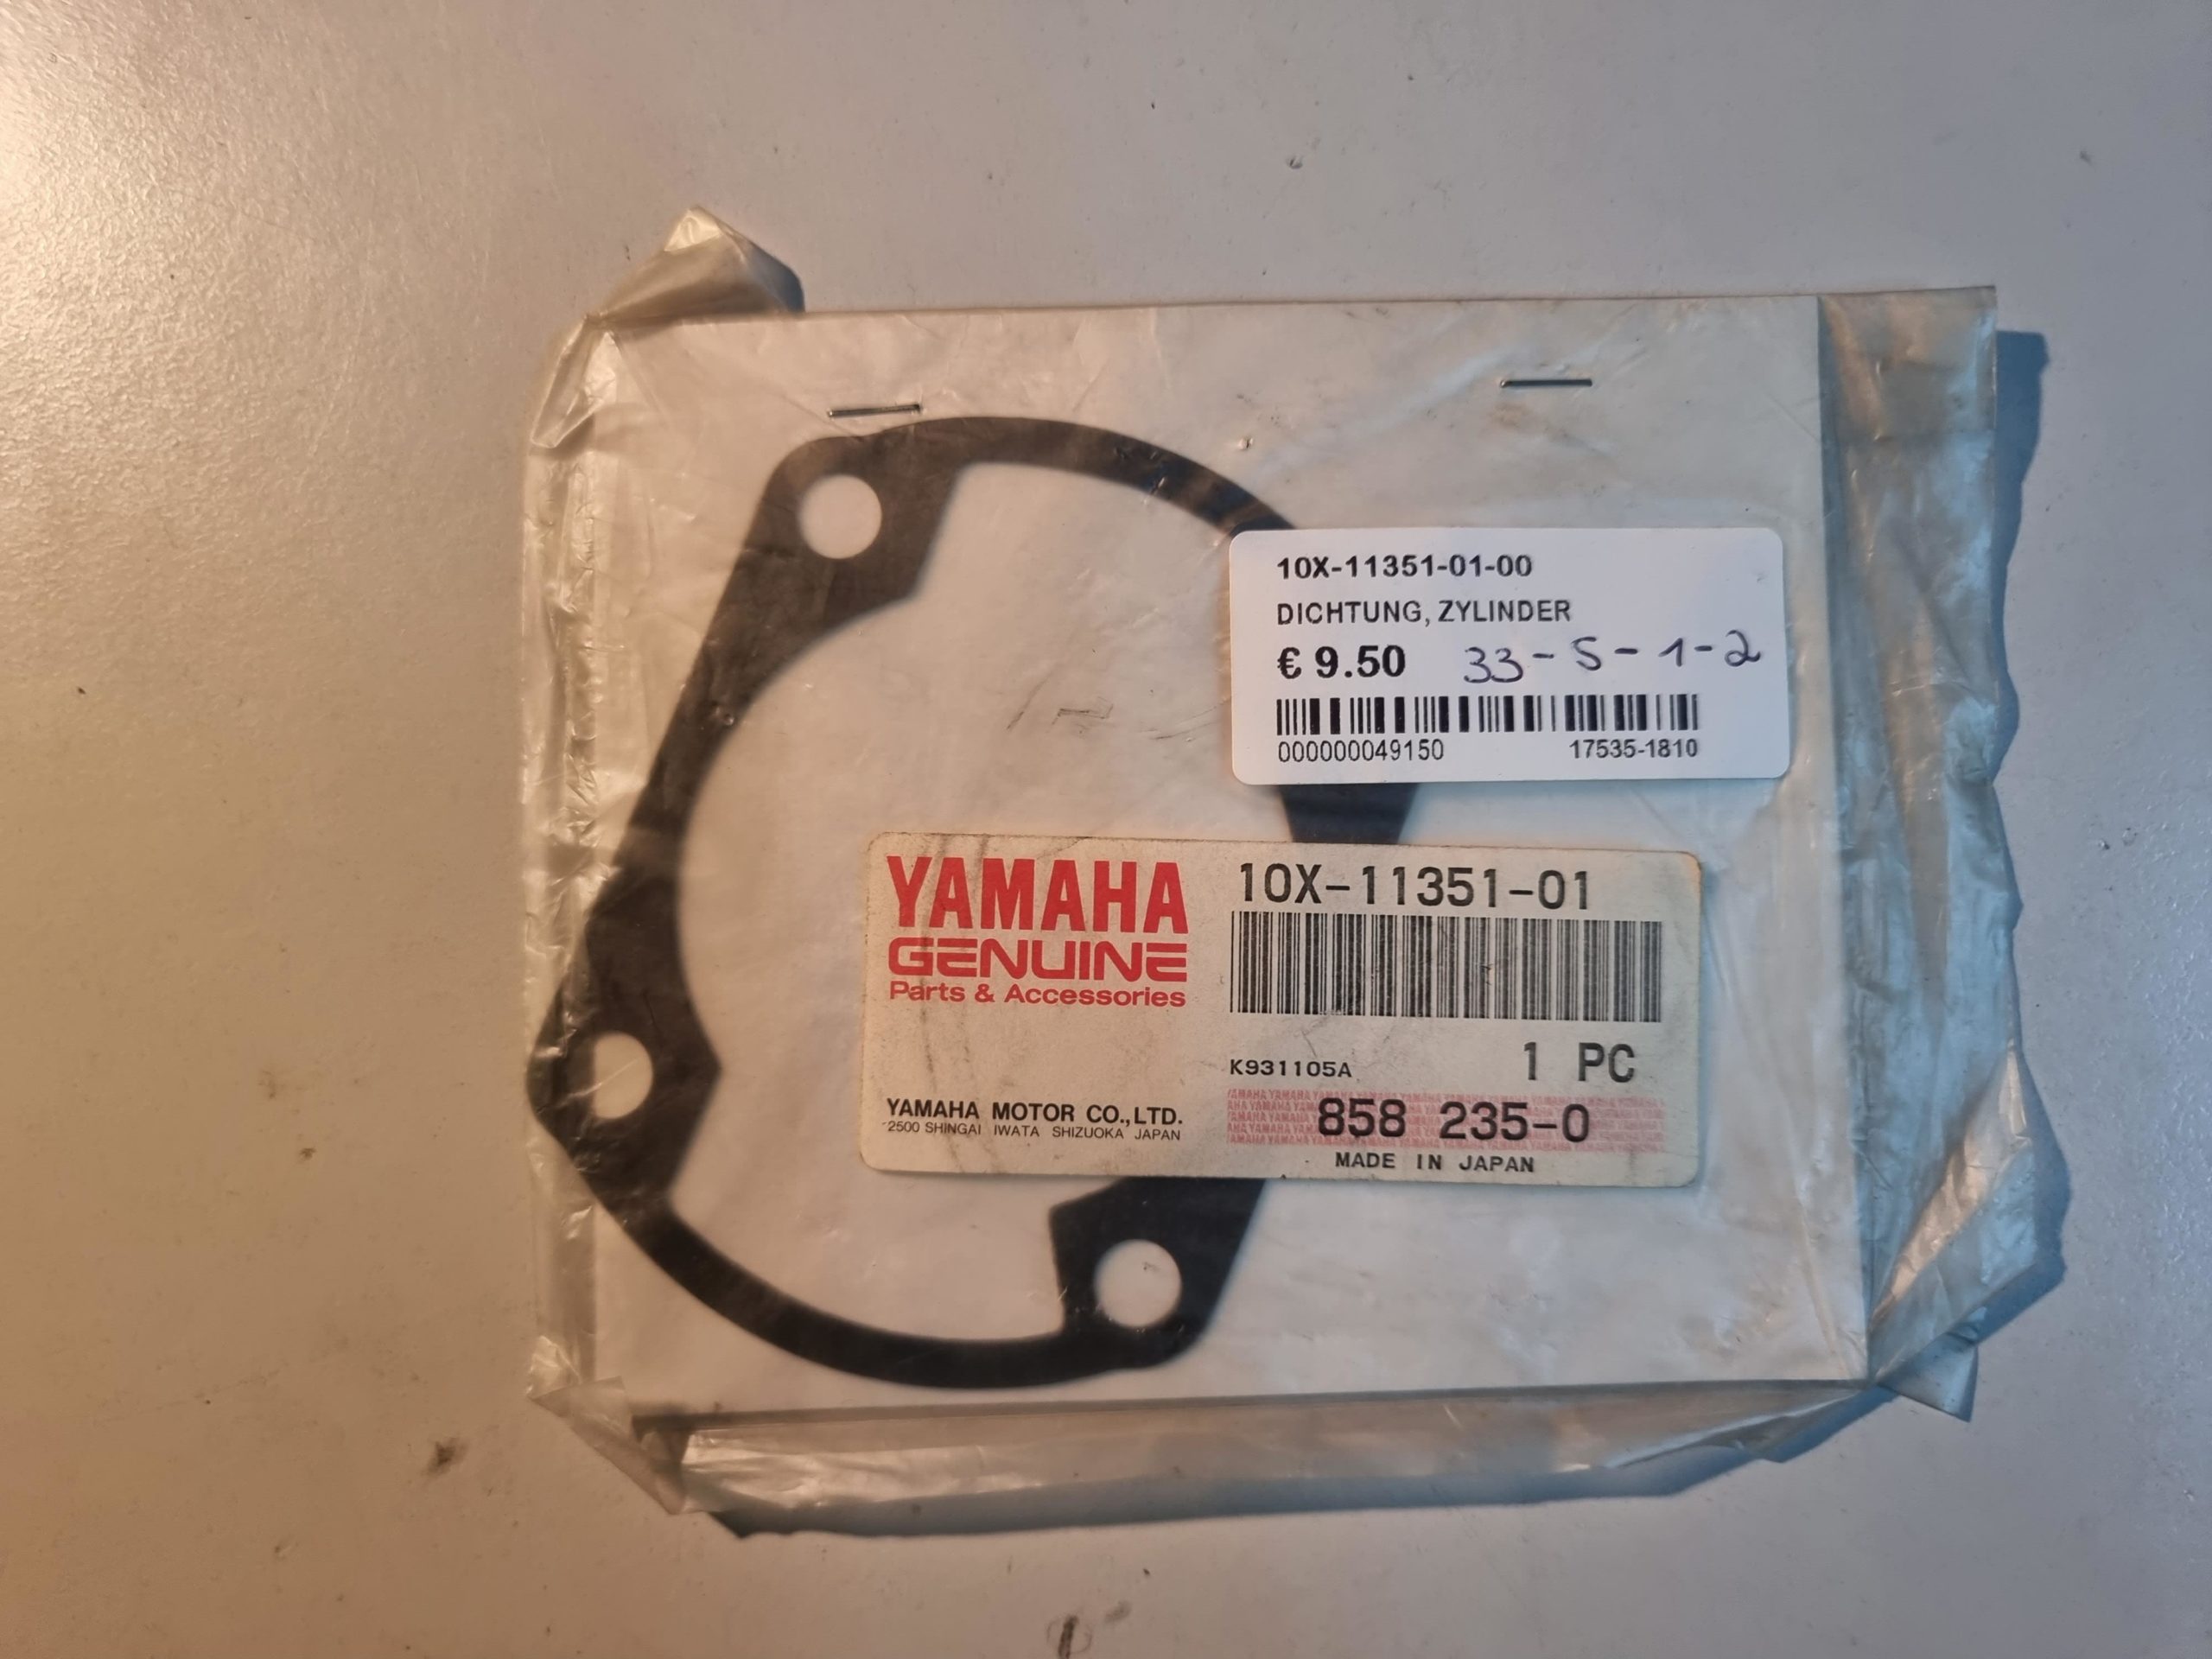 10X-11351-01-00
DICHTUNG, ZYLINDER
€ 9.50 33-5-1-2
000000049150 17535-1810
YAMAHA
GENUINE
Parts & Accessories
10X-11351-01
K931105A 1 PC
YAMAHA MOTOR CO.,LTD.
2500 SHINGAI IWATA SHIZUOKA JAPAN
858 235-0
MADE IN JAPAN